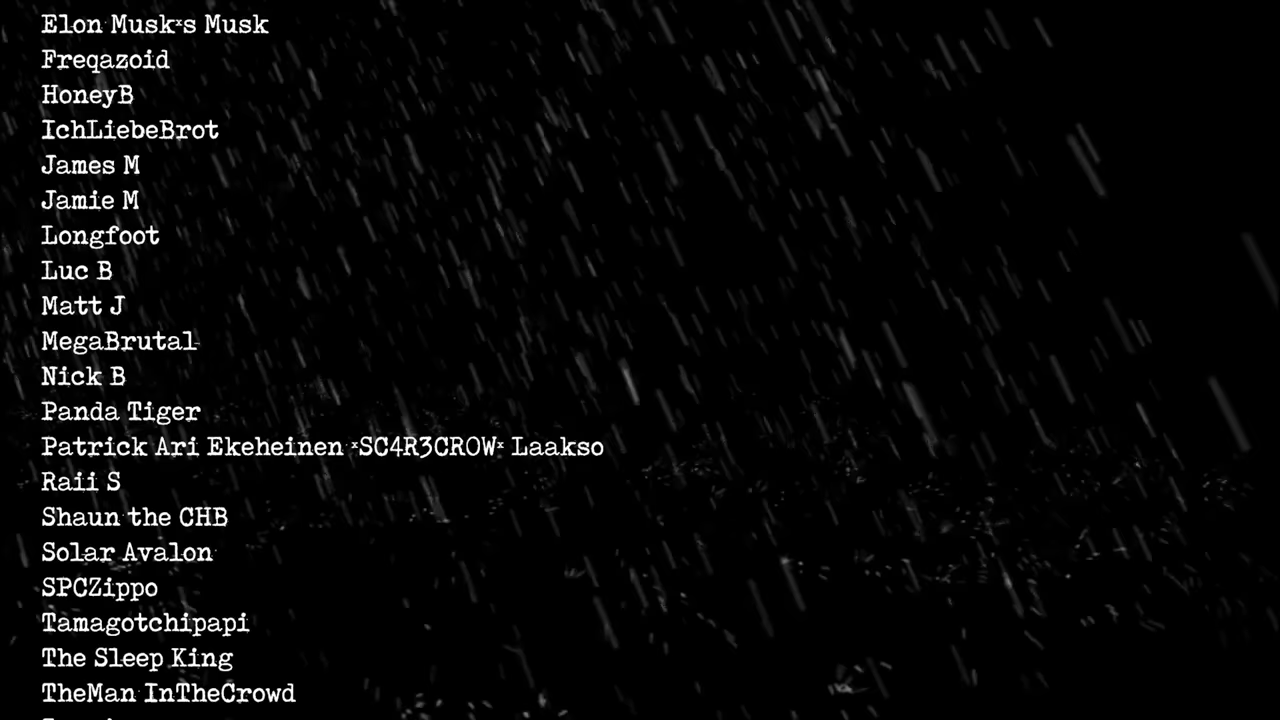 Elon Musk×s Musk
Freqazoid
HoneyB
IchLiebeBrot
James M
Jamie M
Longfoot
Luc B
Matt J
MegaBrutal
Nick B
Panda Tiger
Patrick Ari Ekeheinen ×SC4R3CROW× Laakso
Raii S
Shaun the CHB
Solar Avalon
SPCZippo
Tamagotchipapi
The Sleep King
TheMan InTheCrowd